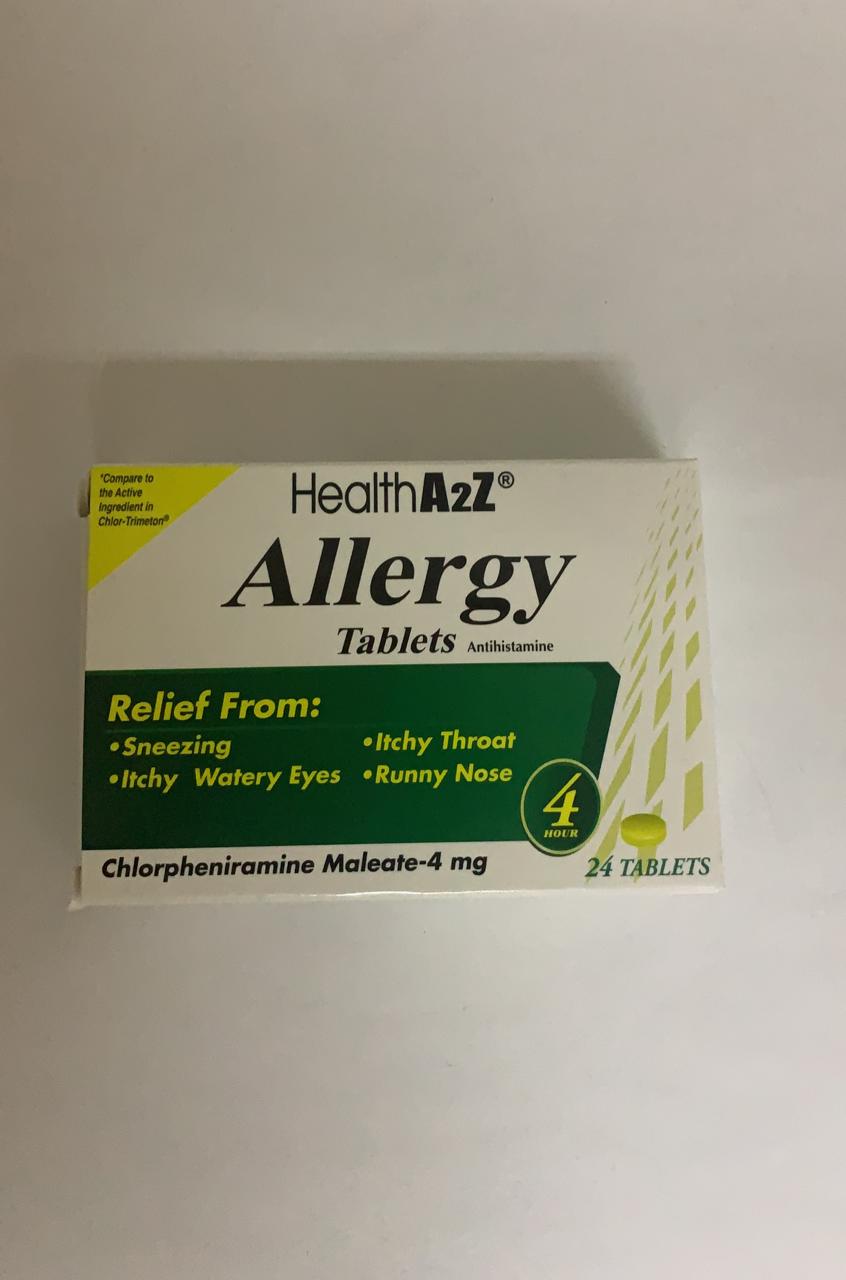 *Compare to
the Active
Ingredient in
Chlor-Trimeton®
HealthA2Z®
Allergy
Tablets Antihistamine
Relief From:
•Sneezing
•Itchy Watery Eyes
•Itchy Throat
•Runny Nose
4
HOUR
Chlorpheniramine Maleate-4 mg
24 TABLETS